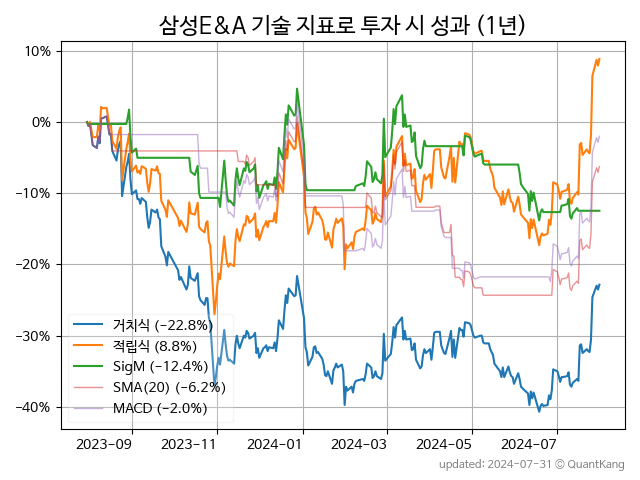 삼성E&A 기술 지표로 투자 시 성과 (1년)
10%
0%
−10%
−20%
−30%
−40%
거치식 (−22.8%)
적립식 (8.8%)
SigM (−12.4%)
SMA(20) (−6.2%)
MACD (−2.0%)
2023−09 2023−11 2024−01 2024−03 2024−05 2024−07
updated: 2024-07-31 © QuantKang